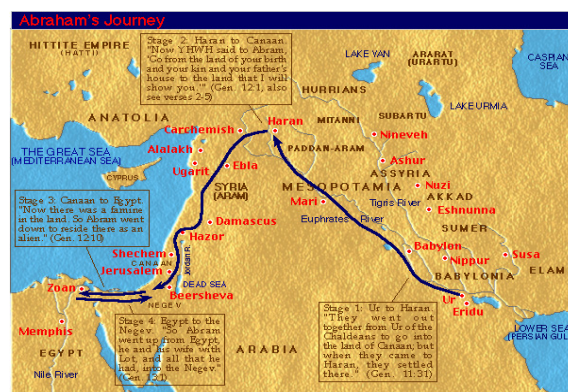 Abraham's Journey
HITTITE EMPIRE
(HATTI)
Stage 2: Haran to Canaan.
"Now YHWH said to Abram,
'Go from the land of your birth
and your kin and your father's
house to the land that I will
show you.'" (Gen. 12:1, also
see verses 2-5)
LAKE VAN
ARARAT
(URARTU)
CASPIAN
SEA
HURRIANS
LAKE URMIA
ANATOLIA
MITANNI
SUBARTU
Carchemish
Haran
Nineveh
THE GREAT SEA
(MEDITERRANEAN SEA)
Alalakh
PADDAN-ARAM
Ashur
Ugarit
Ebla
ASSYRIA
CYPRUS
SYRIA
(ARAM)
MESOPOTAMIA
Nuzi
Stage 3: Canaan to Egypt.
"Now there was a famine
in the land. So Abram went
down to reside there as an
alien." (Gen. 12:10)
Mari
Tigris River
AKKAD
Eshnunna
Damascus
Euphrates River
Hazor
SUMER
Shechem
CANAAN
Jordan R.
Babylon
Nippur
Susa
Jerusalem
ELAM
Zoan
DEAD SEA
BABYLONIA
Beersheva
NEGEV
Ur
Eridu
Stage 1: Ur to Haran.
"They went out
together from Ur of the
Chaldeans to go into
the land of Canaan; but
when they came to
Haran, they settled
there." (Gen. 11:31)
Memphis
Stage 4: Egypt to the
Negev. "So Abram
went up from Egypt,
he and his wife with
Lot, and all that he
had, into the Negev."
(Gen. 13:1)
LOWER SEA
(PERSIAN GULF
EGYPT
ARABIA
Nile River